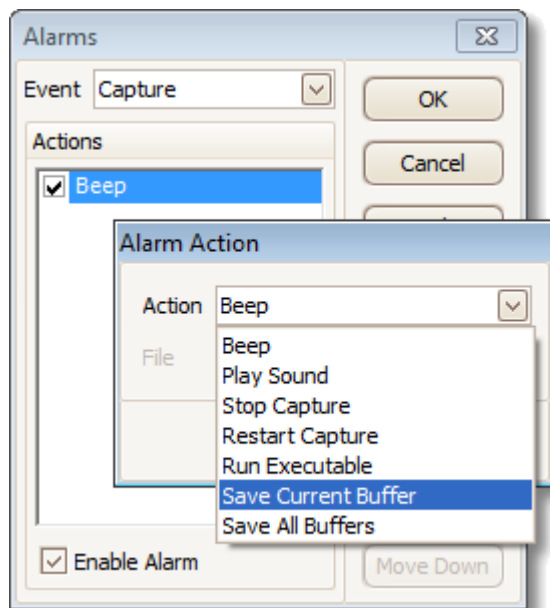 Alarms
Event Capture
OK
Actions
Cancel
Beep
Alarm Action
Action Beep
File
Beep
Play Sound
Stop Capture
Restart Capture
Run Executable
Save Current Buffer
Save All Buffers
Enable Alarm
Move Down